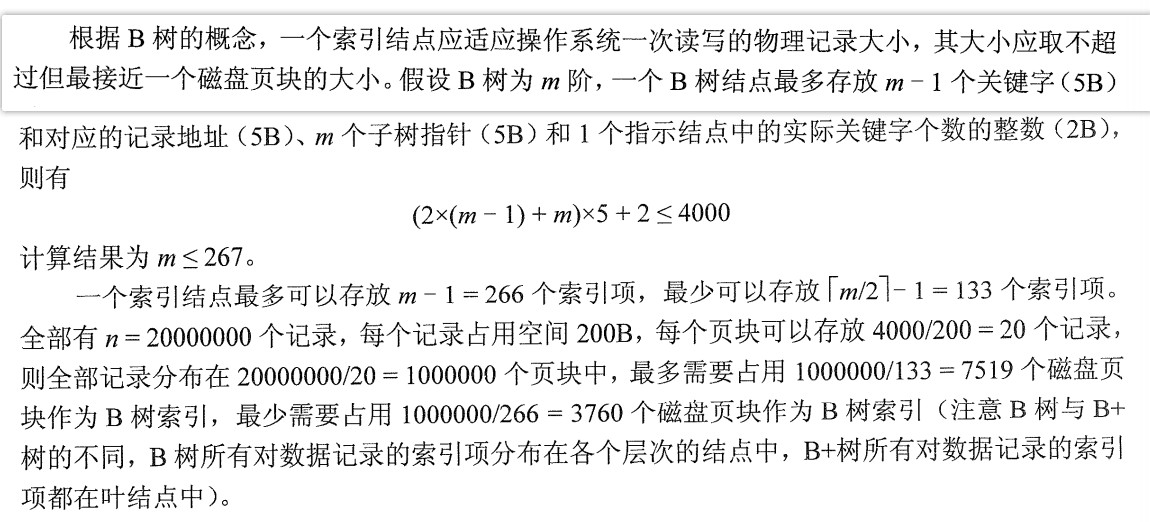 根据 B 树的概念，一个索引结点应适应操作系统一次读写的物理记录大小，其大小应取不超
过但最接近一个磁盘页块的大小。假设 B 树为 m 阶，一个 B 树结点最多存放 m − 1 个关键字（5B）
和对应的记录地址（5B）、m 个子树指针（5B）和 1 个指示结点中的实际关键字个数的整数（2B），
则有
(2×(m − 1) + m)×5 + 2 ≤ 4000
计算结果为 m ≤ 267。
一个索引结点最多可以存放 m − 1 = 266 个索引项，最少可以存放⌈m/2⌉− 1 = 133 个索引项。
全部有 n = 20000000 个记录，每个记录占用空间 200B，每个页块可以存放 4000/200 = 20 个记录，
则全部记录分布在 20000000/20 = 1000000 个页块中，最多需要占用 1000000/133 = 7519 个磁盘页
块作为 B 树索引，最少需要占用 1000000/266 = 3760 个磁盘页块作为 B 树索引（注意 B 树与 B+
树的不同，B 树所有对数据记录的索引项分布在各个层次的结点中，B+树所有对数据记录的索引
项都在叶结点中）。